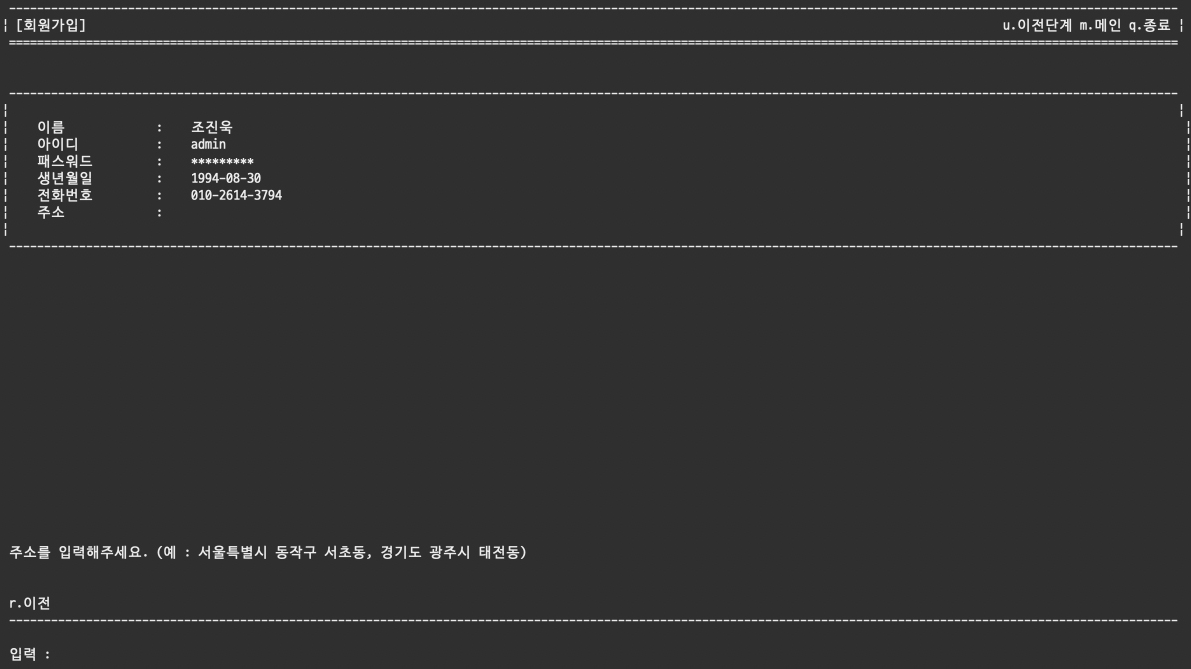 [회원가입] u.이전단계 m.메인 q.종료
이름 : 조진욱
아이디 : admin
패스워드 : *********
생년월일 : 1994-08-30
전화번호 : 010-2614-3794
주소 :
주소를 입력해주세요. (예 : 서울특별시 동작구 서초동, 경기도 광주시 태전동)
r.이전
입력 :